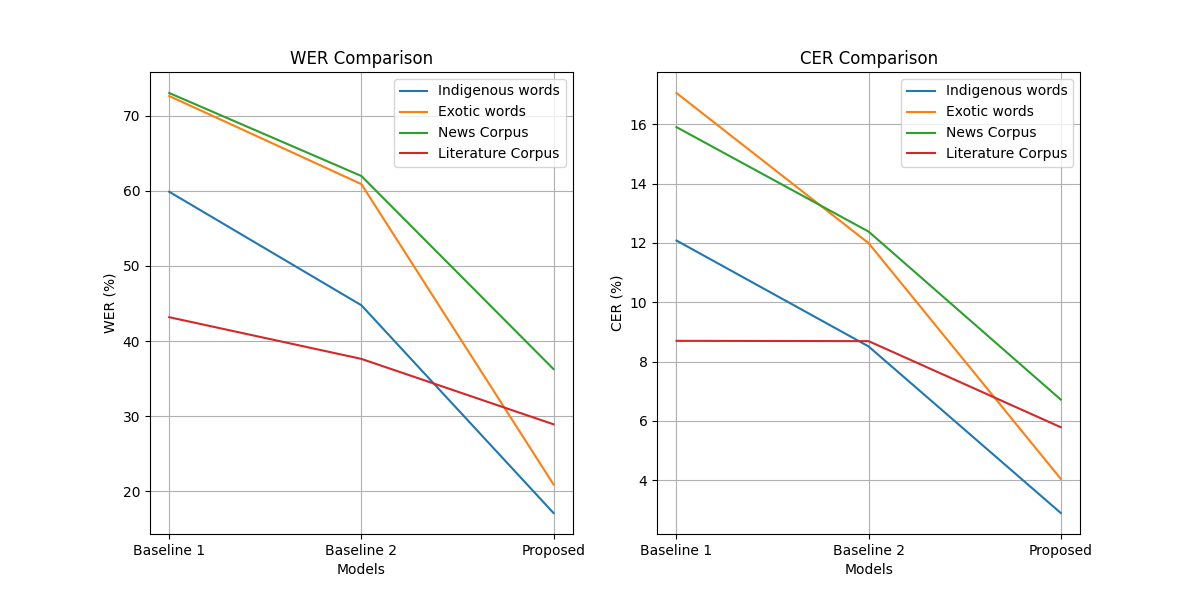 WER Comparison
WER (%)
70
60
50
40
30
20
Indigenous words
Exotic words
News Corpus
Literature Corpus
Baseline 1
Baseline 2
Proposed
Models
CER Comparison
CER (%)
16
14
12
10
8
6
4
Indigenous words
Exotic words
News Corpus
Literature Corpus
Baseline 1
Baseline 2
Proposed
Models